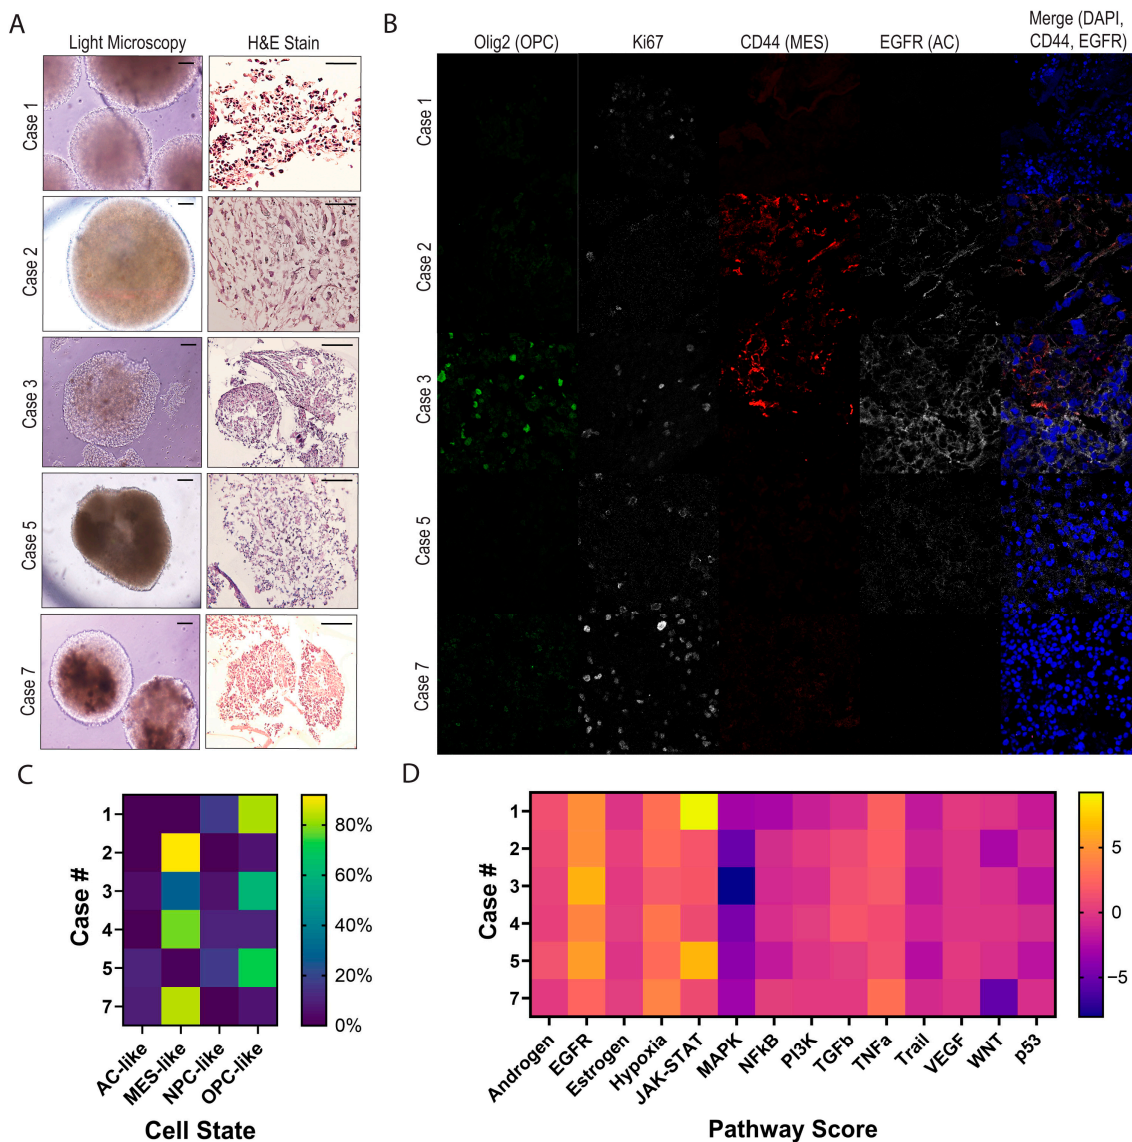 A
B
Light Microscopy
H&E Stain
Olig2 (OPC)
Ki67
CD44 (MES)
EGFR (AC)
Merge (DAPI,
CD44, EGFR)
Case 1
Case 2
Case 3
Case 5
Case 7
Case 1
Case 2
Case 3
Case 5
Case 7
C
D
Case #
1
2
3
4
5
7
80%
60%
40%
20%
0%
AC-like
MES-like
NPC-like
OPC-like
Cell State
Case #
1
2
3
4
5
7
5
0
−5
Androgen
EGFR
Estrogen
Hypoxia
JAK-STAT
MAPK
NFkB
PI3K
TGFb
TNFa
Trail
VEGF
WNT
p53
Pathway Score